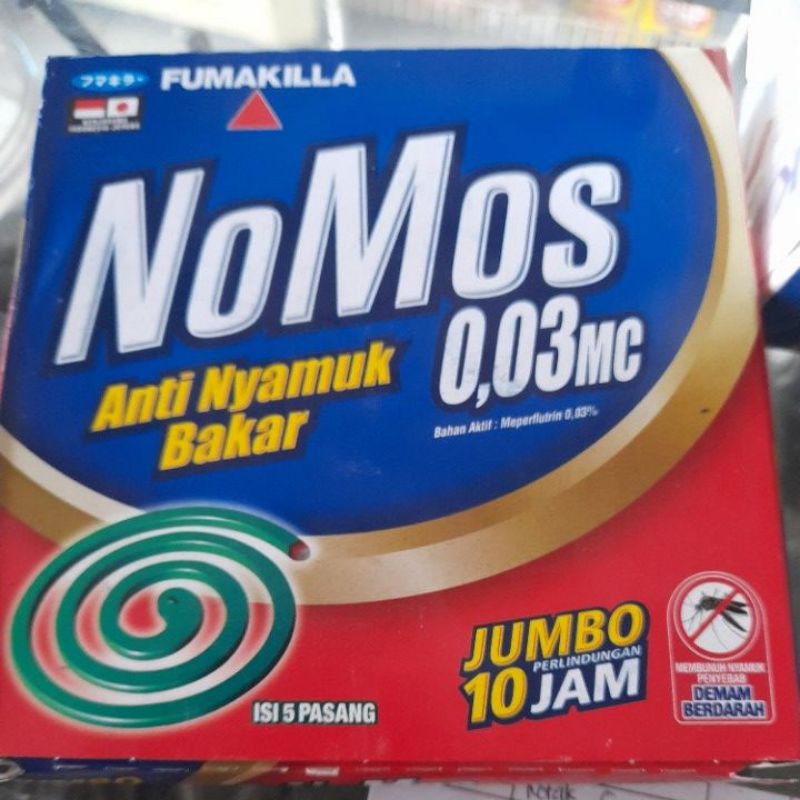 フマキラー FUMAKILLA
NoMos
0,03MC
Anti Nyamuk
Bakar
Bahan Aktif : Meperflutrin 0,03%
JUMBO
PERLINDUNGAN
10 JAM
ISI 5 PASANG
MEMBUNUH NYAMUK
PENYEBAB
DEMAM
BERDARAH